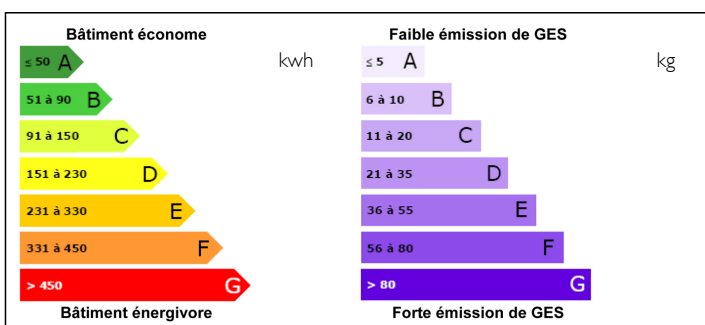 Bâtiment économe
kwh
≤ 50 A
51 à 90 B
91 à 150 C
151 à 230 D
231 à 330 E
331 à 450 F
> 450 G
Bâtiment énergivore
Faible émission de GES
kg
≤ 5 A
6 à 10 B
11 à 20 C
21 à 35 D
36 à 55 E
56 à 80 F
> 80 G
Forte émission de GES